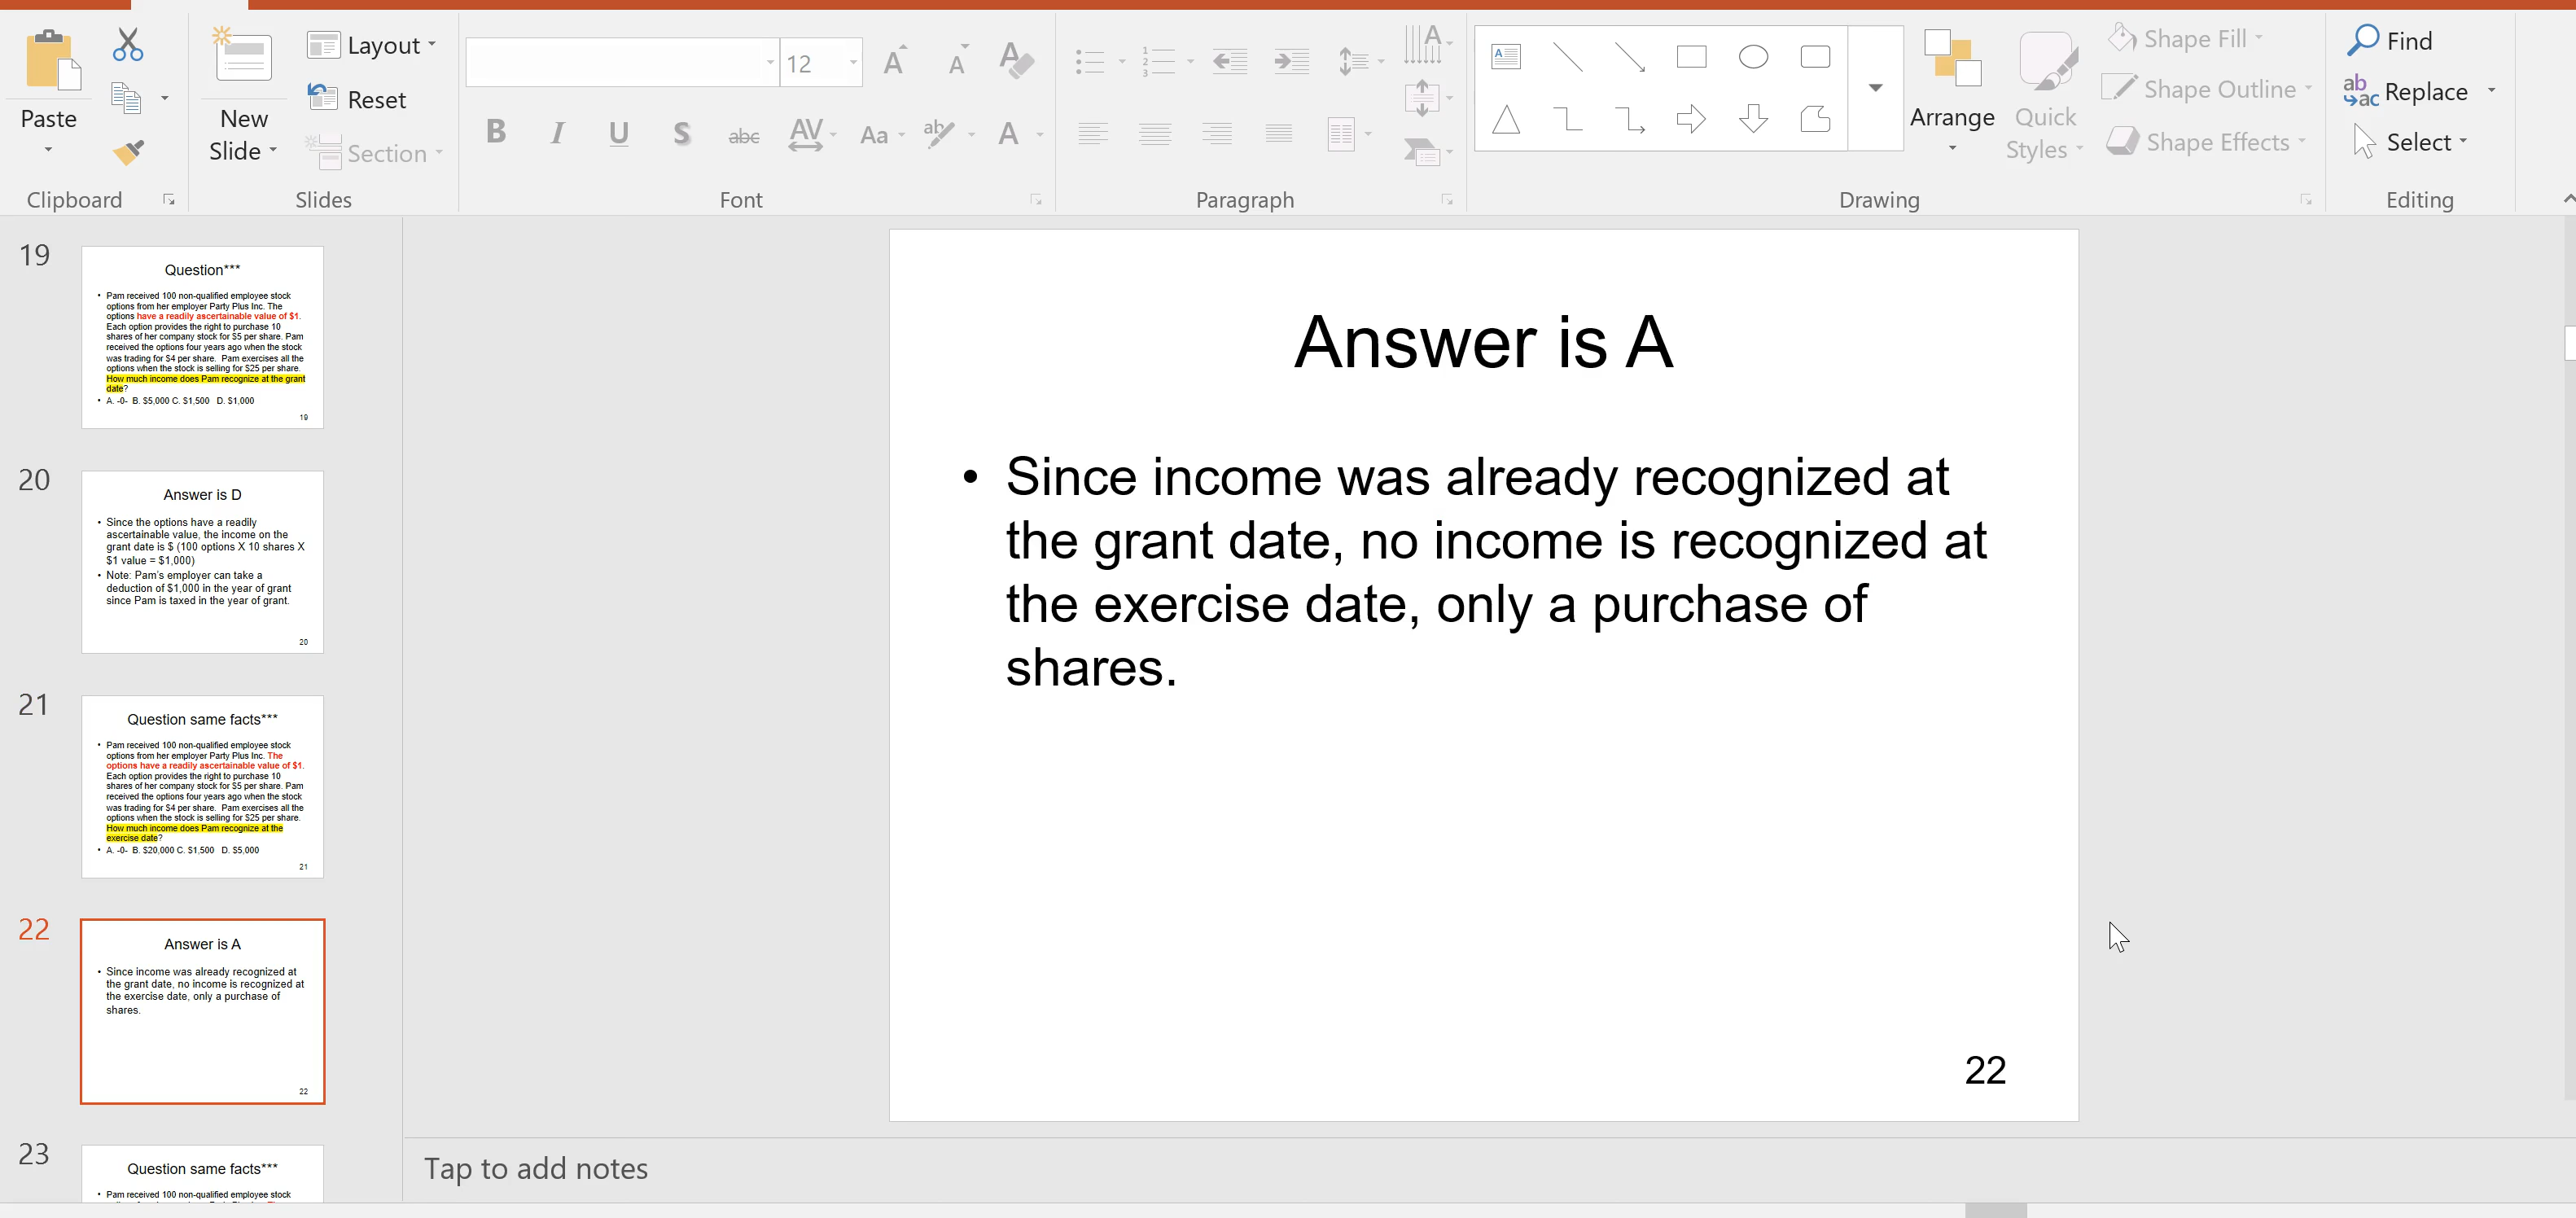 Paste
Clipboard
New
Slide
Layout
Reset
Section
Slides
12
B I U S abc AV Aa ab A
Font
Paragraph
Arrange
Quick
Styles
Shape Fill
Shape Outline
Shape Effects
Drawing
Find
Replace
Select
Editing
19
Question***
• Pam received 100 non-qualified employee stock
options from her employer Party Plus Inc. The
options have a readily ascertainable value of $1.
Each option provides the right to purchase 10
shares of her company stock for $5 per share. Pam
received the options four years ago when the stock
was trading for $4 per share. Pam exercises all the
options when the stock is selling for $25 per share.
How much income does Pam recognize at the grant
date?
• A. -0- B. $5,000 C. $1,500 D. $1,000
19
20
Answer is D
• Since the options have a readily
ascertainable value, the income on the
grant date is $ (100 options X 10 shares X
$1 value = $1,000)
• Note: Pam's employer can take a
deduction of $1,000 in the year of grant
since Pam is taxed in the year of grant.
20
21
Question same facts***
• Pam received 100 non-qualified employee stock
options from her employer Party Plus Inc. The
options have a readily ascertainable value of $1.
Each option provides the right to purchase 10
shares of her company stock for $5 per share. Pam
received the options four years ago when the stock
was trading for $4 per share. Pam exercises all the
options when the stock is selling for $25 per share.
How much income does Pam recognize at the
exercise date?
• A. -0- B. $20,000 C. $1,500 D. $5,000
21
22
Answer is A
• Since income was already recognized at
the grant date, no income is recognized at
the exercise date, only a purchase of
shares.
22
23
Question same facts***
• Pam received 100 non-qualified employee stock
Answer is A
• Since income was already recognized at
the grant date, no income is recognized at
the exercise date, only a purchase of
shares.
22
Tap to add notes